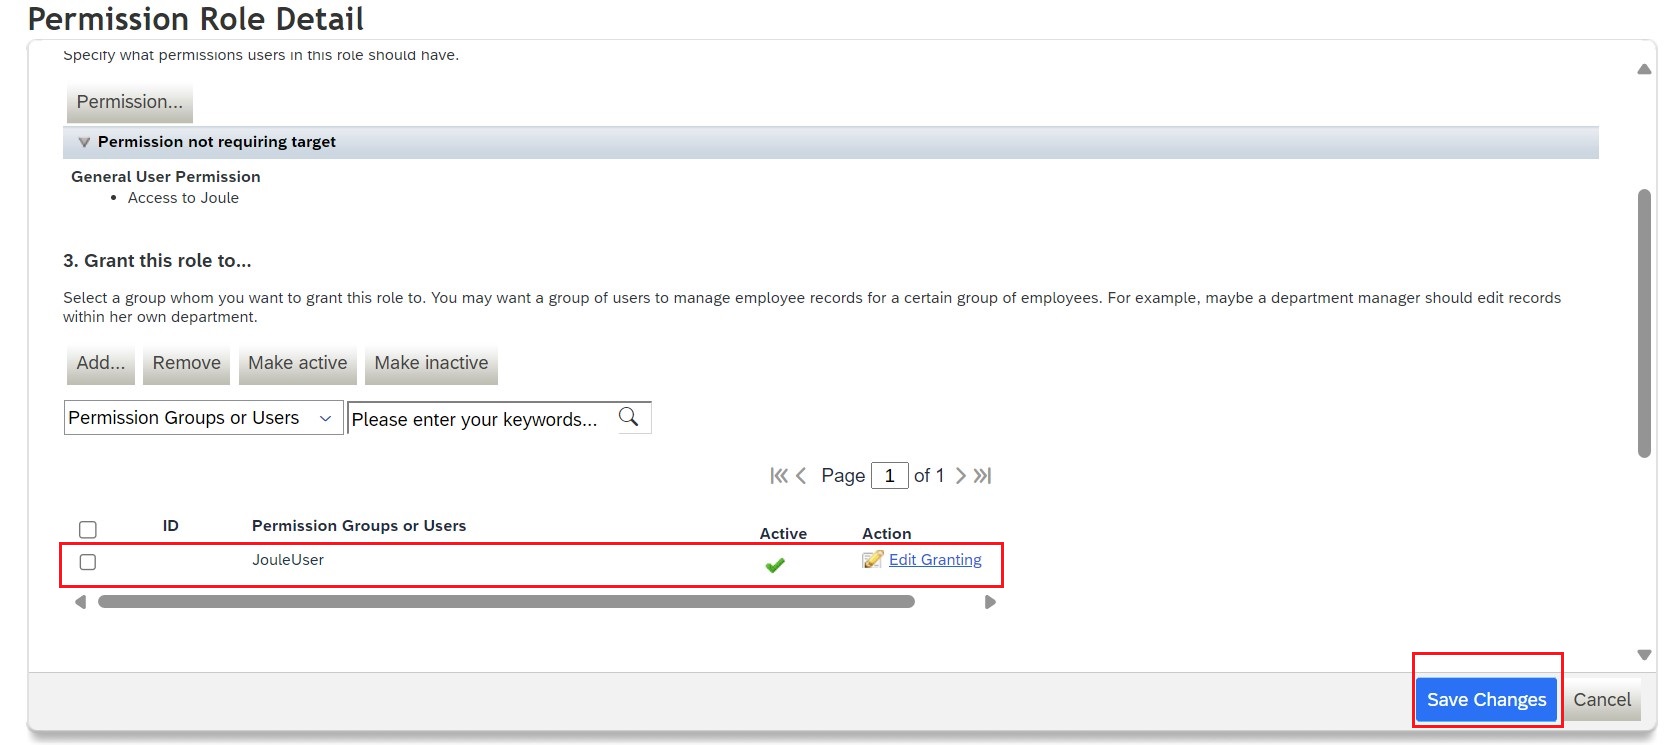 Permission Role Detail
Specify what permissions users in this role should have.
Permission...
Permission not requiring target
General User Permission
• Access to Joule
3. Grant this role to...
Select a group whom you want to grant this role to. You may want a group of users to manage employee records for a certain group of employees. For example, maybe a department manager should edit records
within her own department.
Add... Remove Make active Make inactive
Permission Groups or Users Please enter your keywords...
Page 1 of 1
ID Permission Groups or Users Active Action
JouleUser Edit Granting
Save Changes Cancel